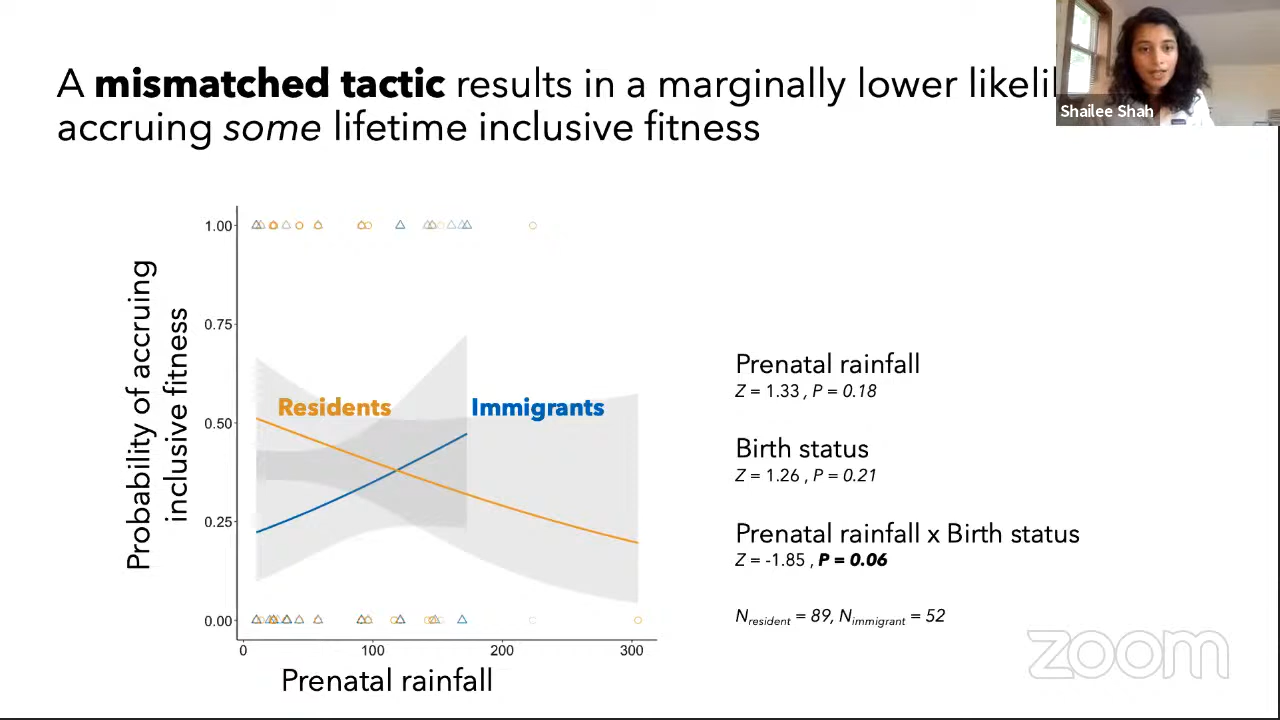 A mismatched tactic results in a marginally lower
accruing some lifetime inclusive fitness
Shailee Shah
Probability of accruing
inclusive fitness
1.00
0.75
0.50
0.25
0.00
Residents
Immigrants
0
100
200
300
Prenatal rainfall
Prenatal rainfall
Z = 1.33 , P = 0.18
Birth status
Z = 1.26 , P = 0.21
Prenatal rainfall x Birth status
Z = -1.85 , P = 0.06
Nresident = 89, Nimmigrant = 52
zoom